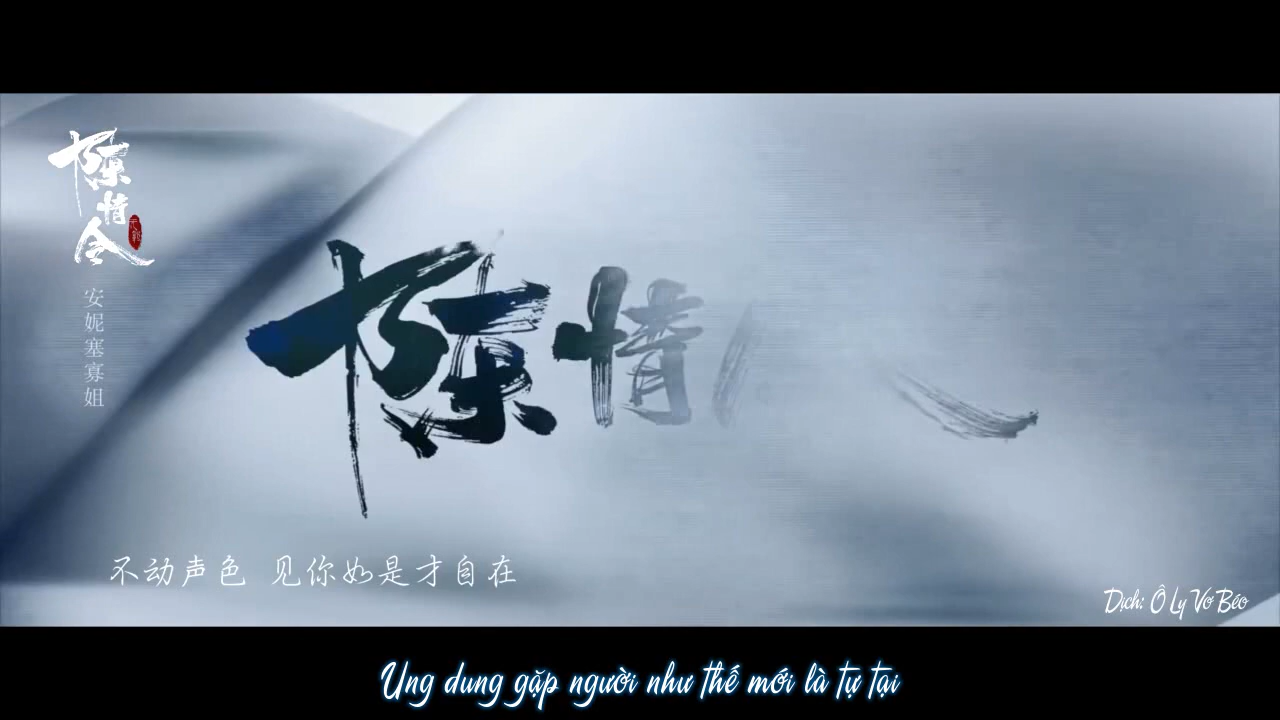 陈情令
安妮塞寡姐
陈情
不动声色 见你如是才自在
Dịch: Ô Ly Vơ Béo
Ung dung gặp người như thế mới là tự tại